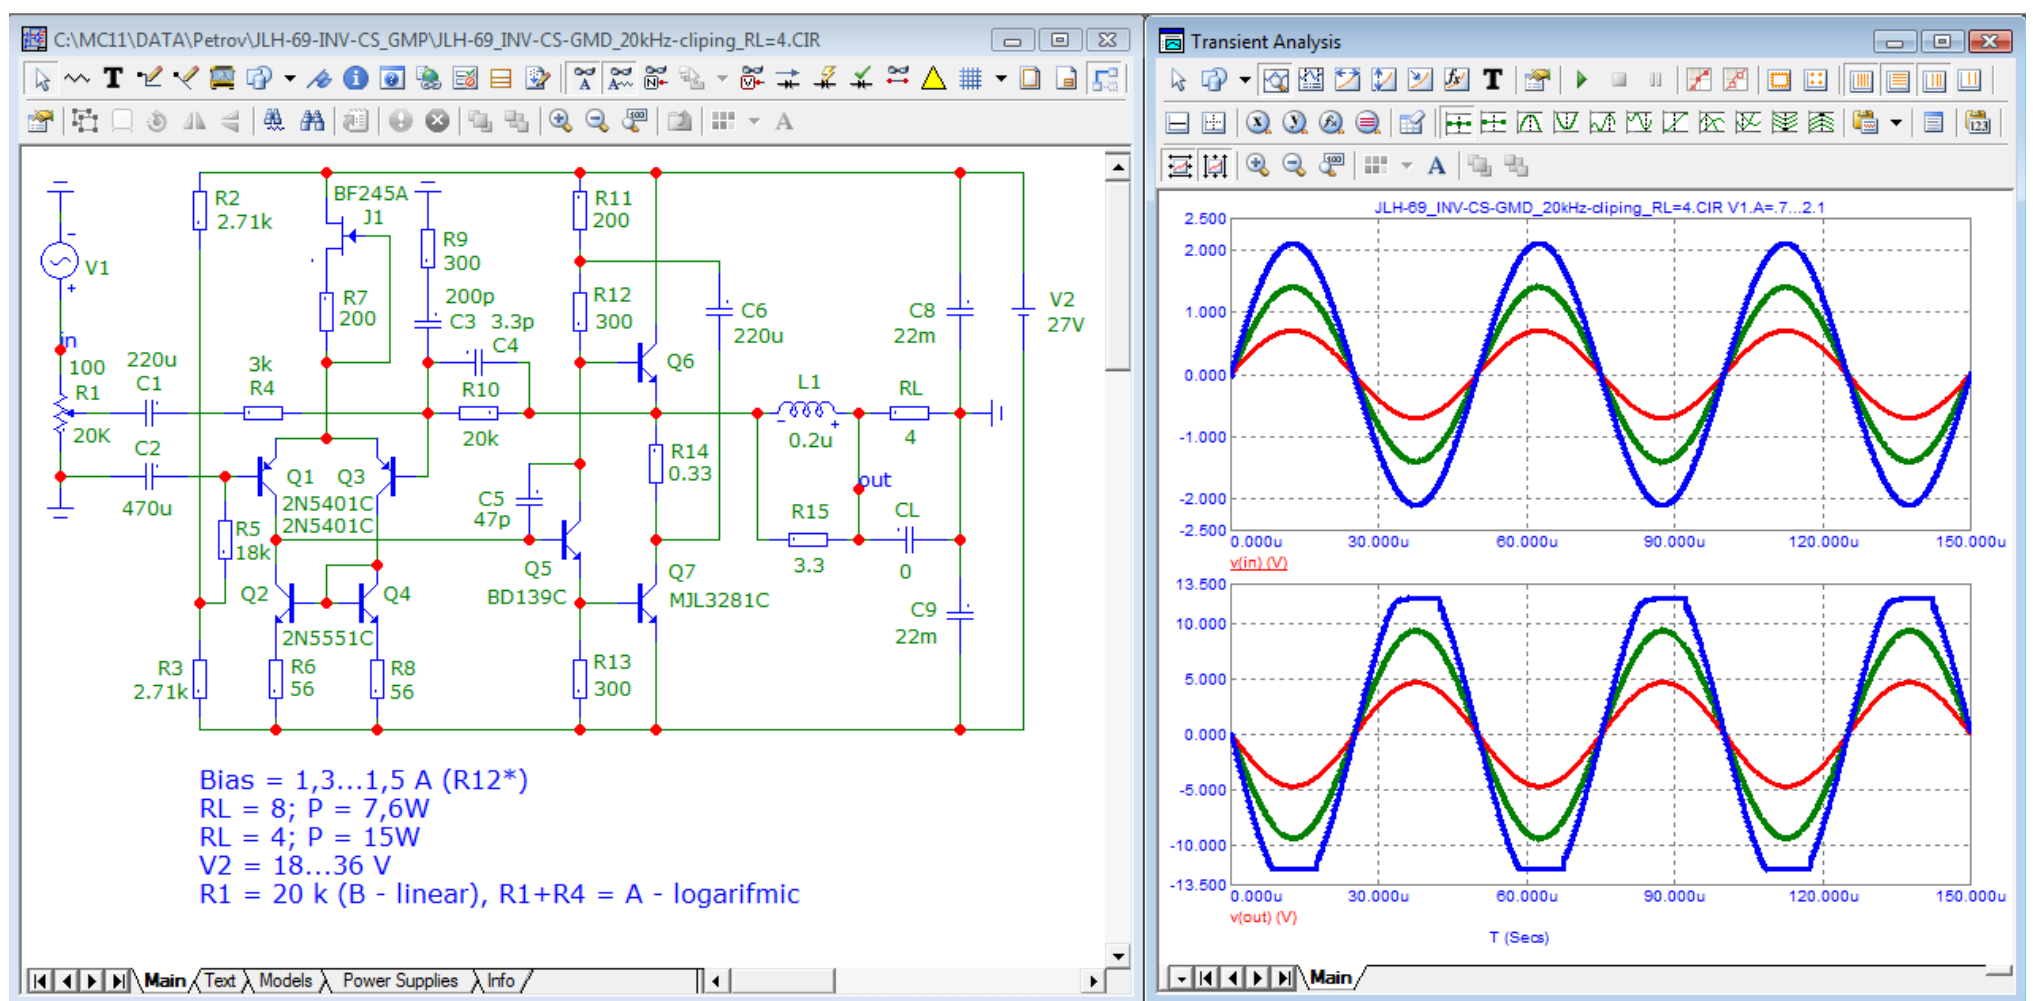 C:\MC11\DATA\Petrov\JLH-69-INV-CS_GMP\JLH-69_INV-CS-GMD_20kHz-cliping_RL=4.CIR
V1
in
100
R1
20K
220u
C1
C2
470u
R2
2.71k
3k
R4
R5
18k
R3
2.71k
BF245A
J1
R7
200
R9
300
200p
C3
3.3p
C4
R10
20k
Q1
Q3
2N5401C
2N5401C
Q2
Q4
2N5551C
R6
56
R8
56
C5
47p
Q5
BD139C
R11
200
R12
300
R13
300
Q6
R14
0.33
Q7
MJL3281C
C6
220u
L1
0.2u
R15
3.3
out
RL
4
CL
0
C8
22m
C9
22m
V2
27V
Bias = 1,3...1,5 A (R12*)
RL = 8; P = 7,6W
RL = 4; P = 15W
V2 = 18...36 V
R1 = 20 k (B - linear), R1+R4 = A - logarifmic
Main Text Models Power Supplies Info
Transient Analysis
JLH-69_INV-CS-GMD_20kHz-cliping_RL=4.CIR V1.A=.7...2.1
2.500
2.000
1.000
0.000
-1.000
-2.000
-2.500
0.000u 30.000u 60.000u 90.000u 120.000u 150.000u
v(in) (V)
13.500
10.000
5.000
0.000
-5.000
-10.000
-13.500
0.000u 30.000u 60.000u 90.000u 120.000u 150.000u
v(out) (V)
T (Secs)
Main